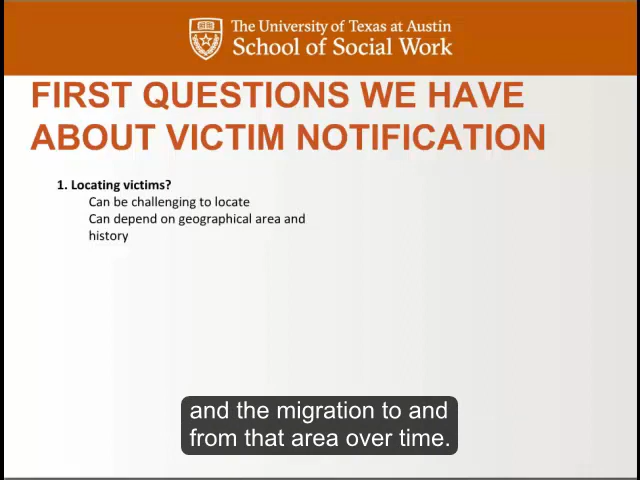 The University of Texas at Austin
School of Social Work
FIRST QUESTIONS WE HAVE
ABOUT VICTIM NOTIFICATION
1. Locating victims?
Can be challenging to locate
Can depend on geographical area and
history
and the migration to and
from that area over time.